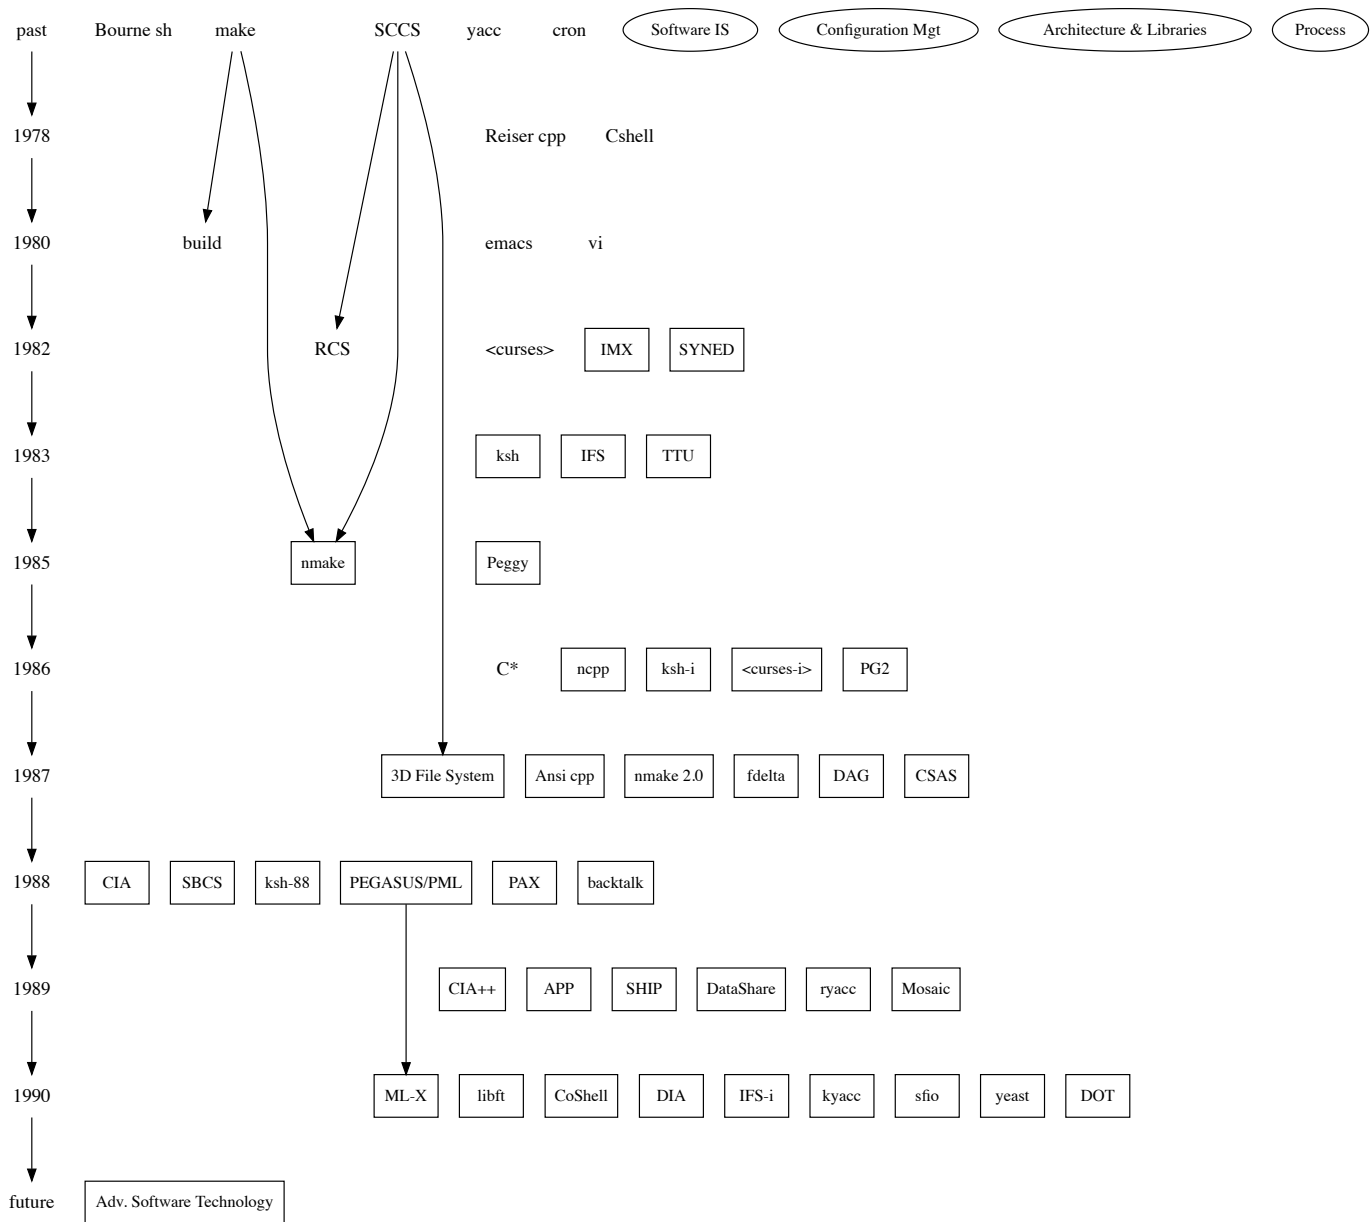 past Bourne sh make SCCS yacc cron Software IS Configuration Mgt Architecture & Libraries Process
1978 Reiser cpp Cshell
1980 build emacs vi
1982 RCS <curses> IMX SYNED
1983 ksh IFS TTU
1985 nmake Peggy
1986 C* ncpp ksh-i <curses-i> PG2
1987 3D File System Ansi cpp nmake 2.0 fdelta DAG CSAS
1988 CIA SBCS ksh-88 PEGASUS/PML PAX backtalk
1989 CIA++ APP SHIP DataShare ryacc Mosaic
1990 ML-X libft CoShell DIA IFS-i kyacc sfio yeast DOT
future Adv. Software Technology